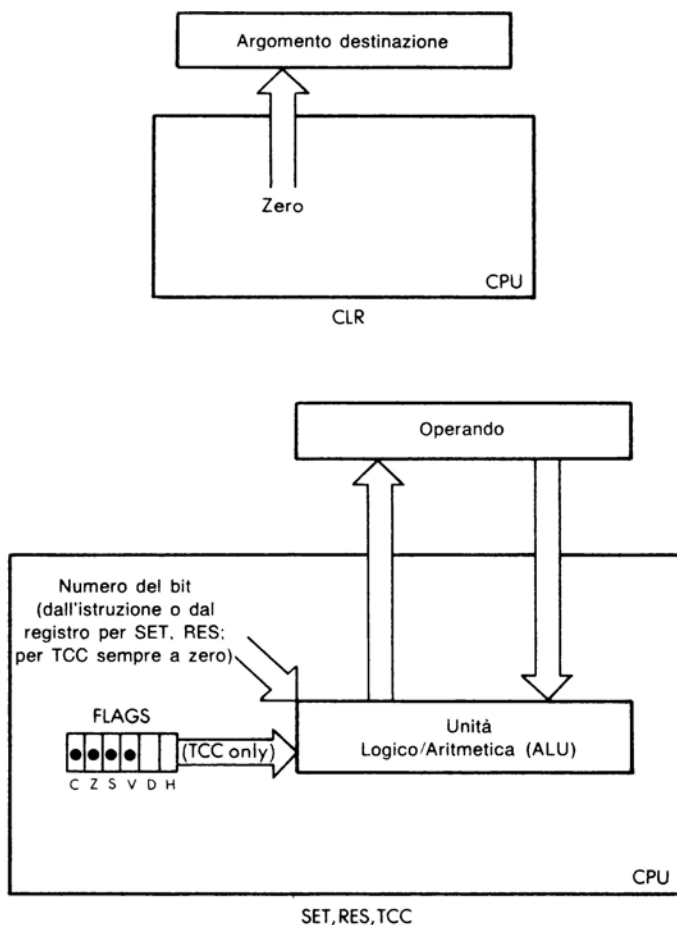 Argomento destinazione
Zero
CPU
CLR
Operando
Numero del bit
(dall'istruzione o dal
registro per SET, RES;
per TCC sempre a zero)
FLAGS
(TCC only)
C Z S V D H
Unità
Logico/Aritmetica (ALU)
CPU
SET, RES, TCC